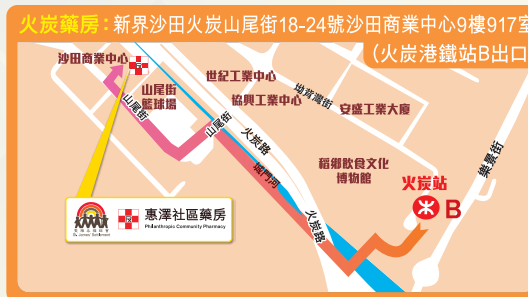 火炭藥房：新界沙田火炭山尾街18-24號沙田商業中心9樓917室
（火炭港鐵站B出口
沙田商業中心
世紀工業中心
山尾街
籃球場
協興工業中心
坳背灣街
安盛工業大廈
山尾街
山尾街
火炭路
樂景街
城門河
稻鄉飲食文化
博物館
火炭站
B
火炭路
惠澤社區藥房
Philanthropic Community Pharmacy
St. James' Settlement